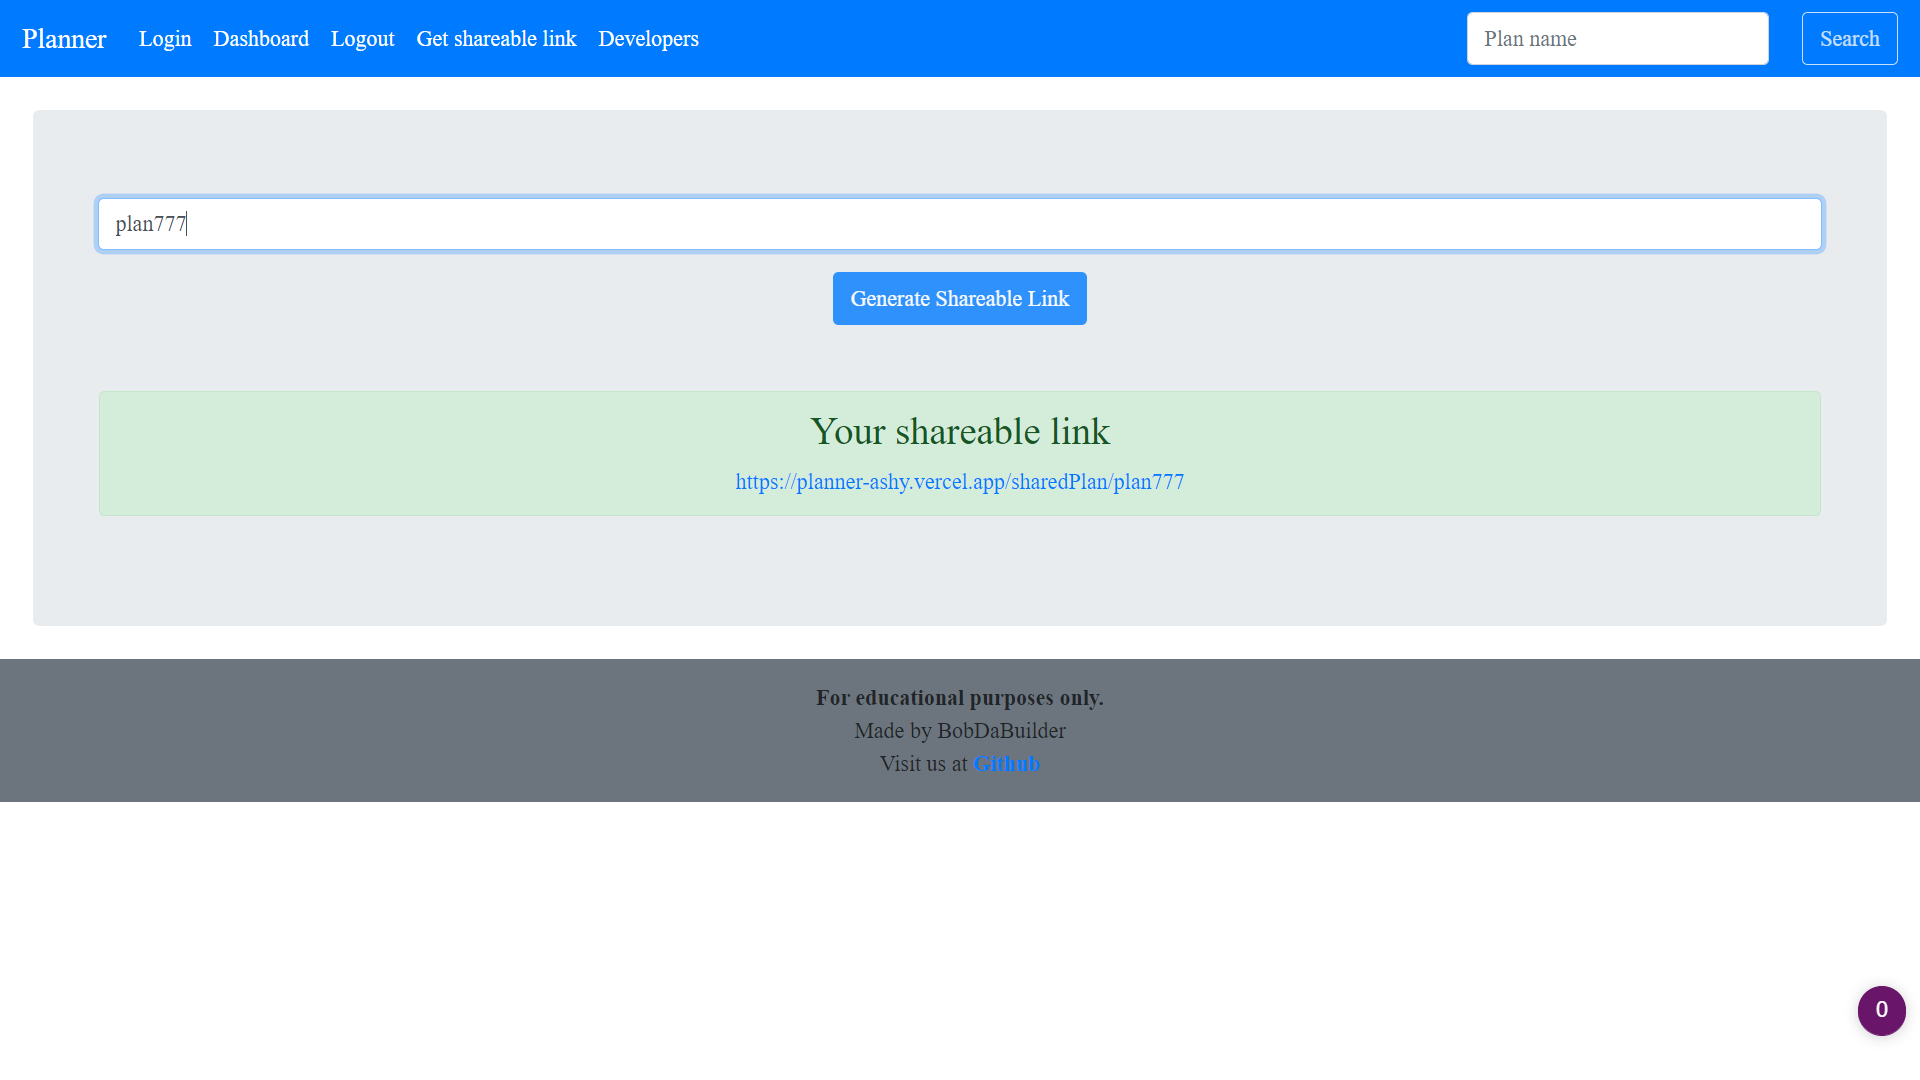 Planner Login Dashboard Logout Get shareable link Developers Plan name Search
plan777
Generate Shareable Link
Your shareable link
https://planner-ashy.vercel.app/sharedPlan/plan777
For educational purposes only.
Made by BobDaBuilder
Visit us at Github
0